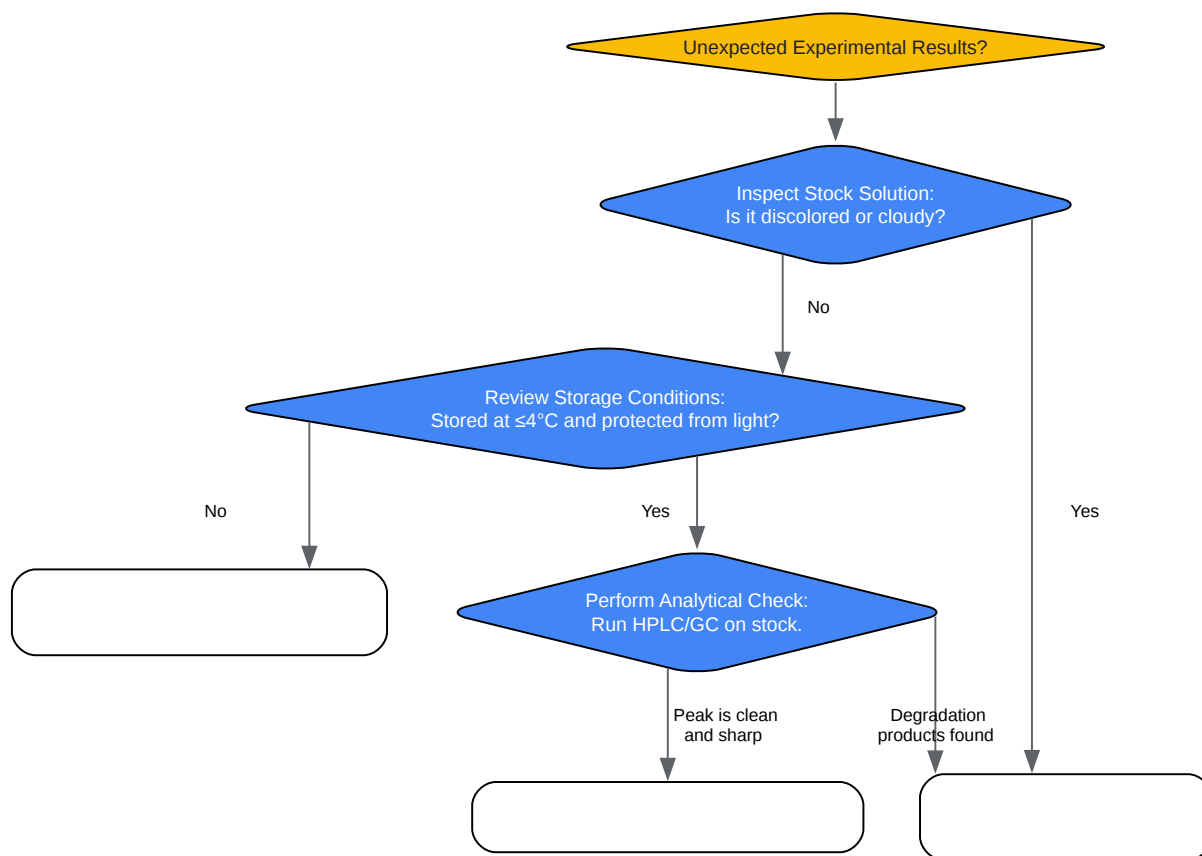 Unexpected Experimental Results?
Inspect Stock Solution:
Is it discolored or cloudy?
No
Review Storage Conditions:
Stored at ≤4°C and protected from light?
No
Yes
Yes
Perform Analytical Check:
Run HPLC/GC on stock.
Peak is clean
and sharp
Degradation
products found